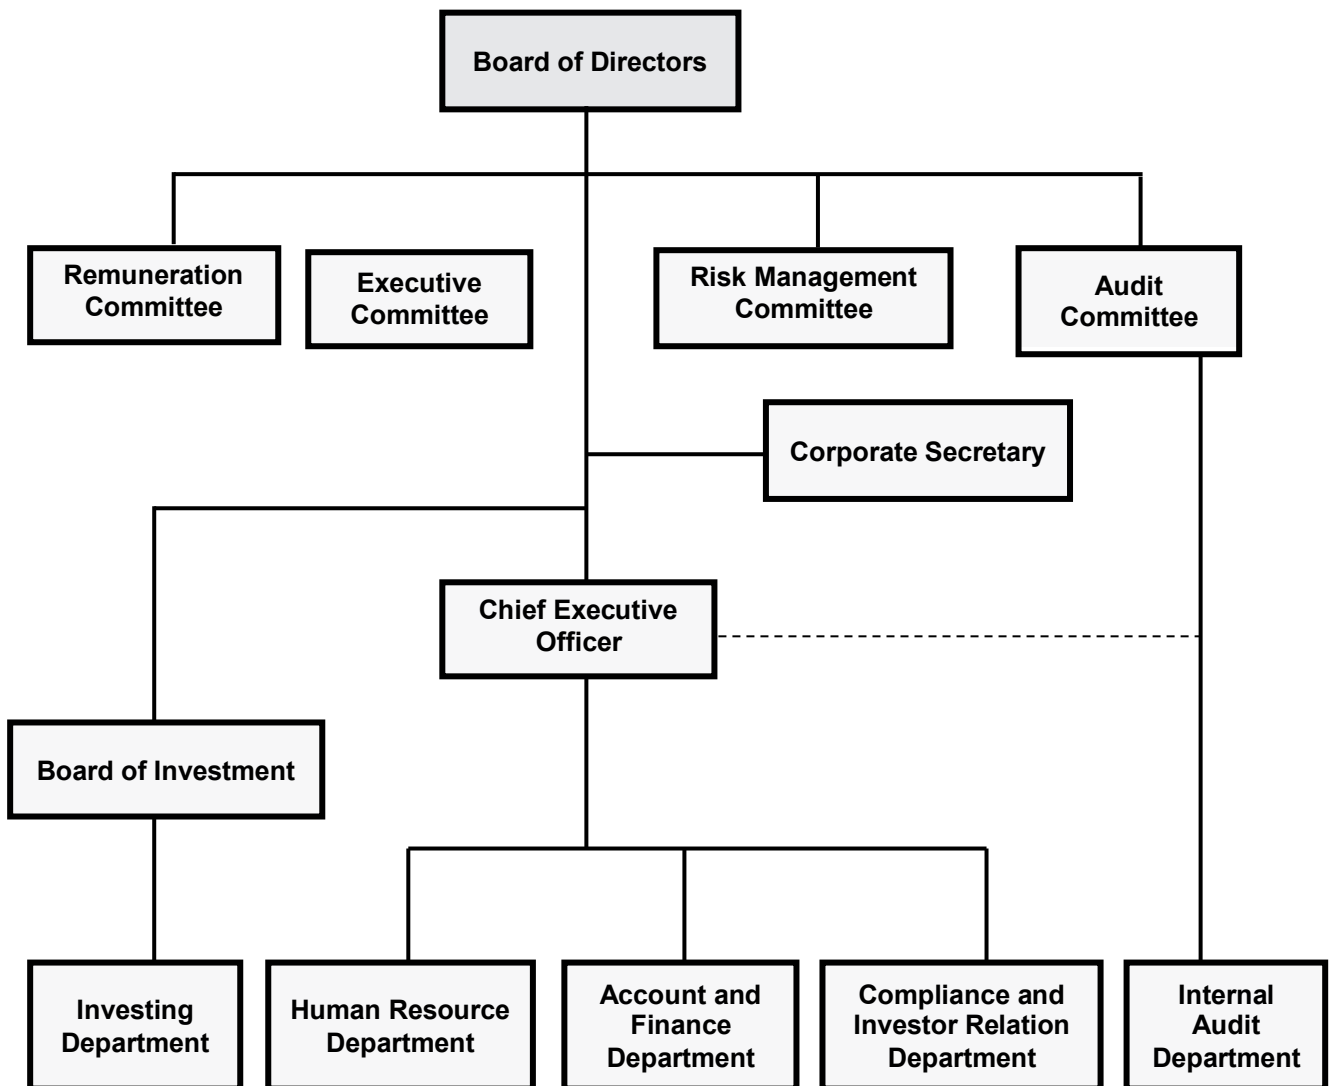 Board of Directors
Remuneration
Committee
Executive
Committee
Risk Management
Committee
Audit
Committee
Corporate Secretary
Chief Executive
Officer
Board of Investment
Investing
Department
Human Resource
Department
Account and
Finance
Department
Compliance and
Investor Relation
Department
Internal
Audit
Department